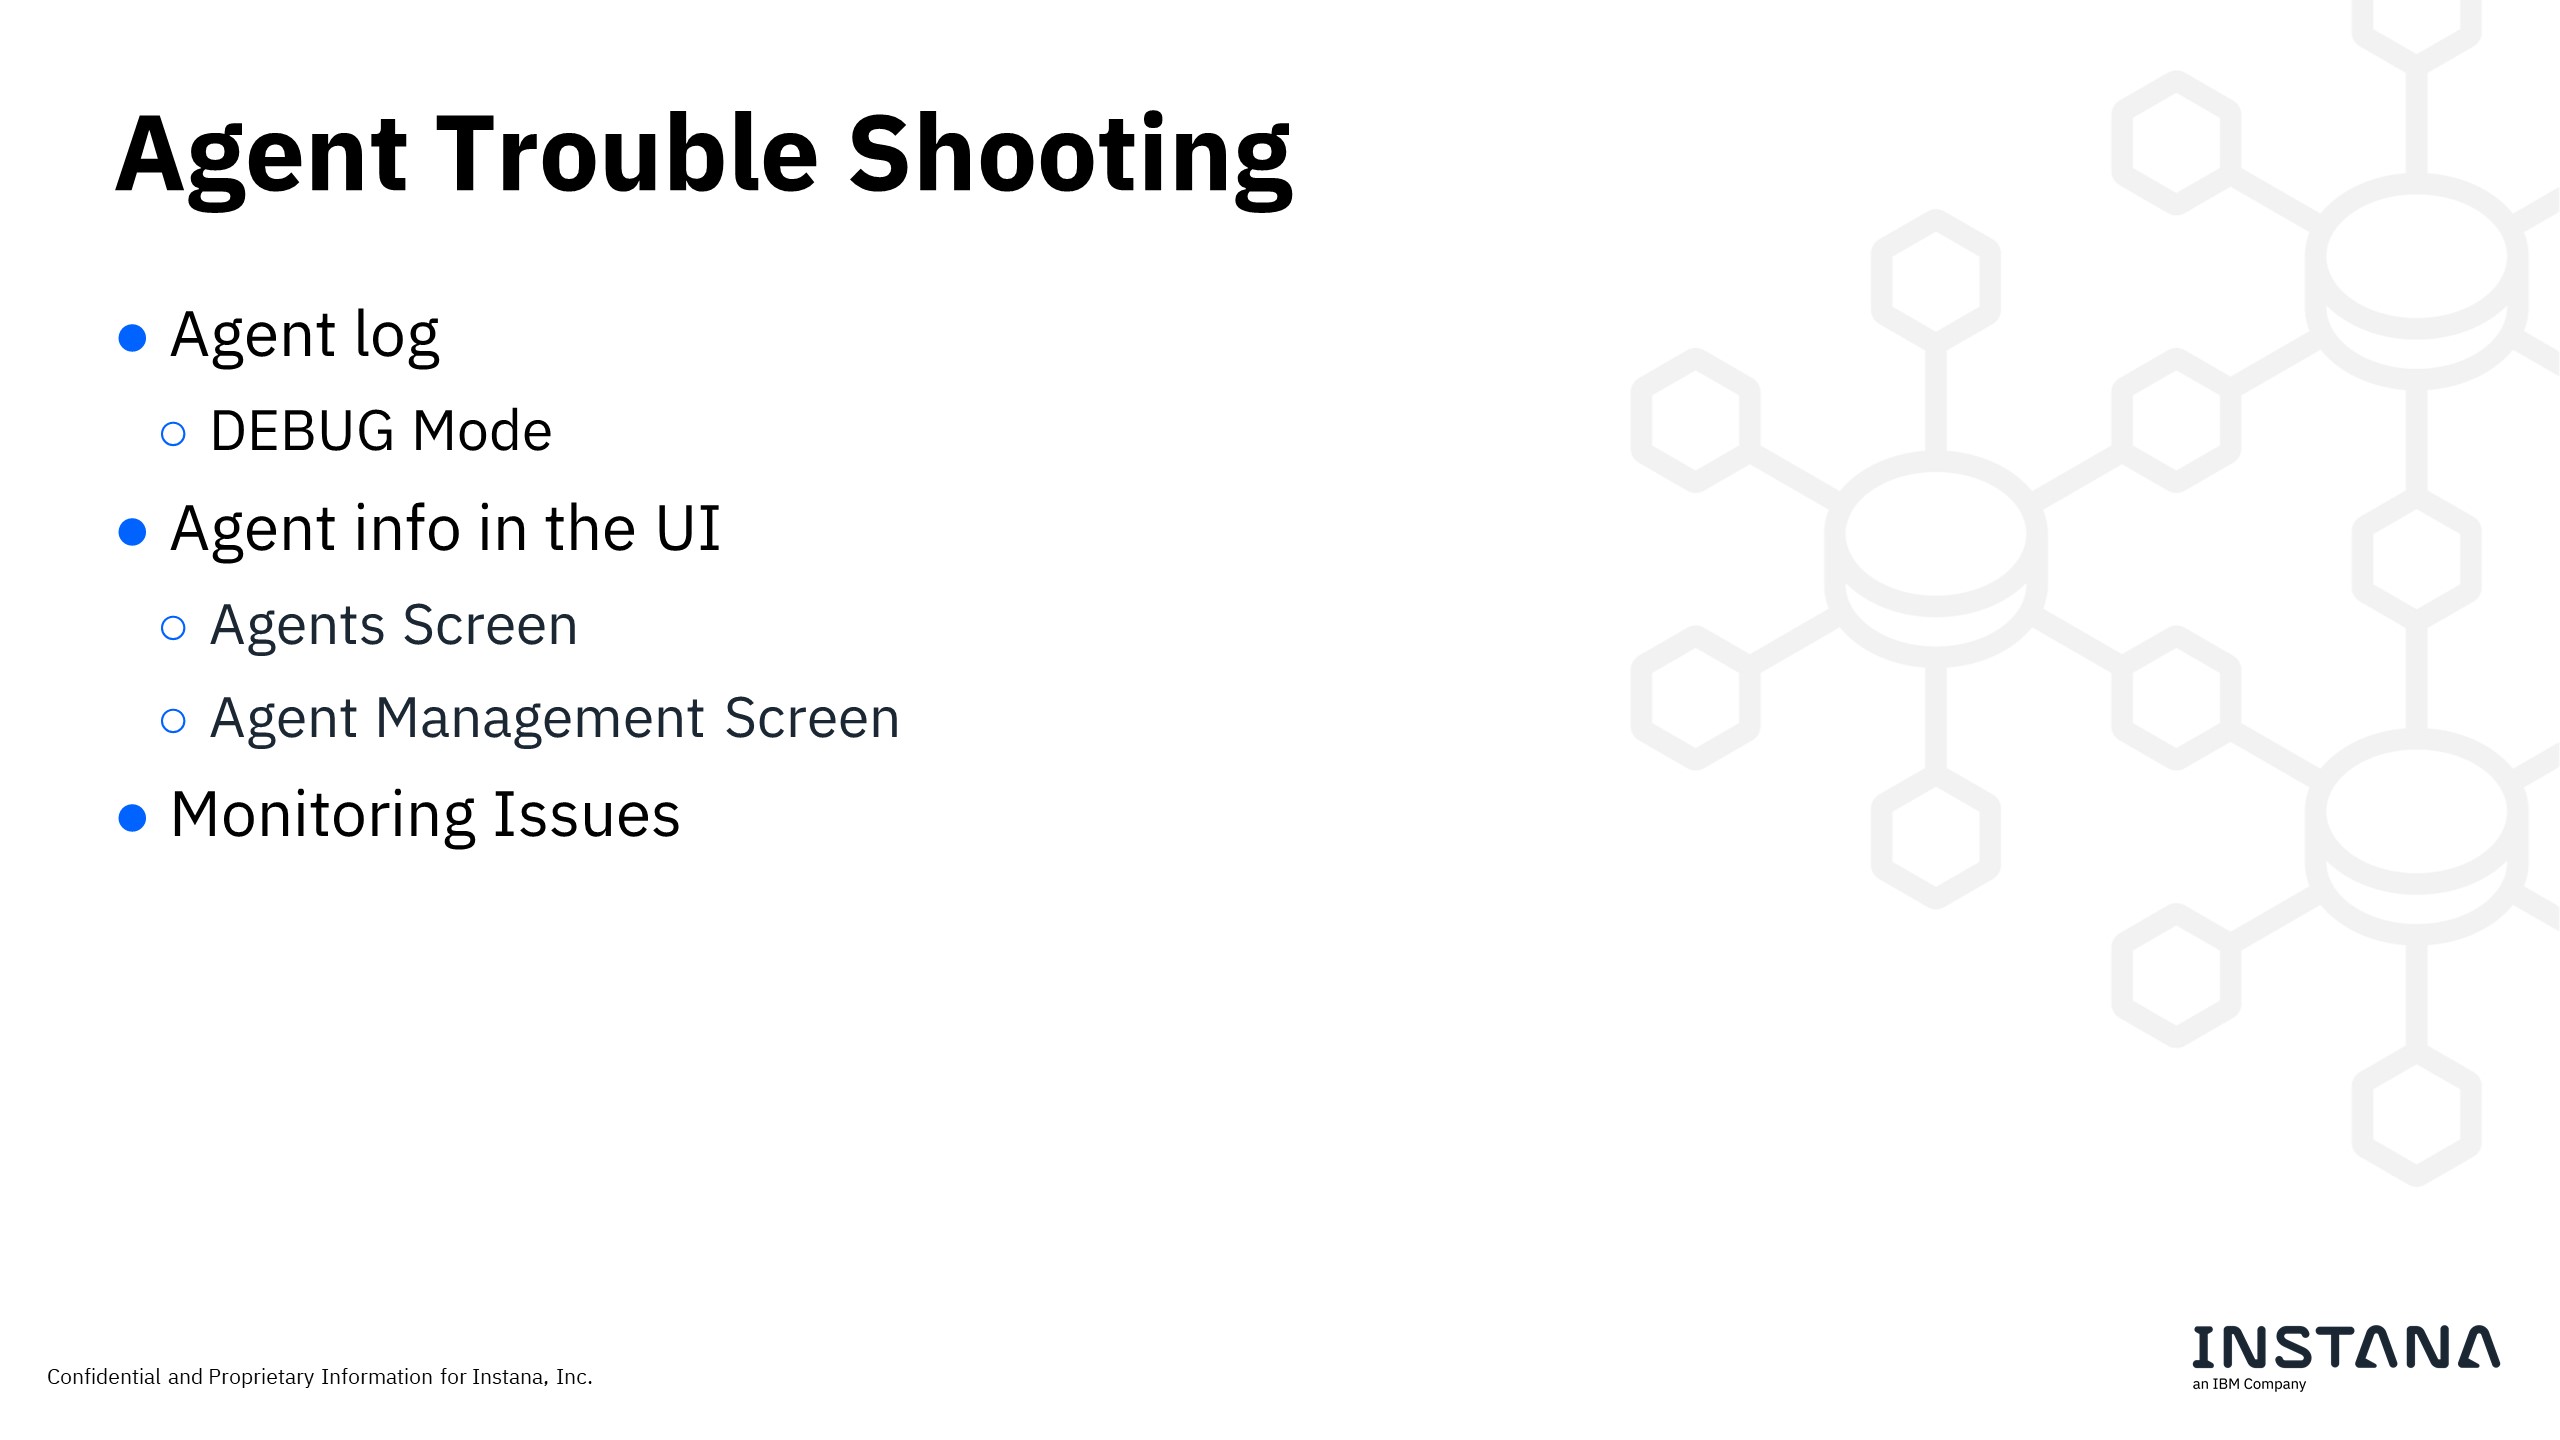 Agent Trouble Shooting
● Agent log
○ DEBUG Mode
● Agent info in the UI
○ Agents Screen
○ Agent Management Screen
● Monitoring Issues
Confidential and Proprietary Information for Instana, Inc.
INSTANA
an IBM Company